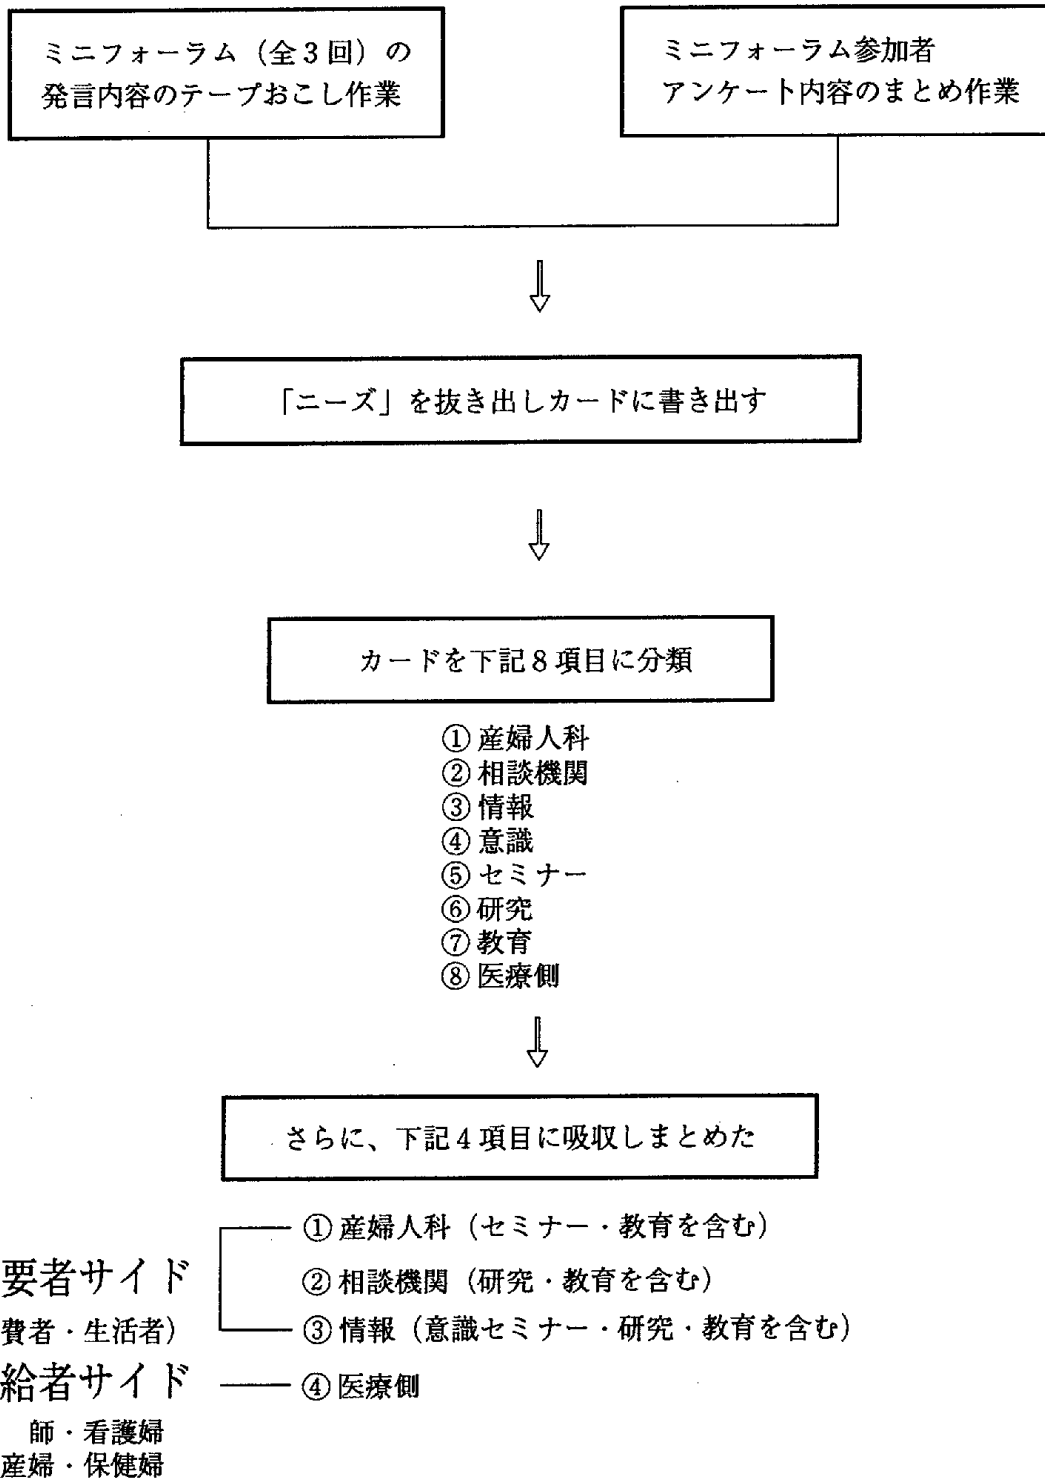 ミニフォーラム（全3回）の
発言内容のテープおこし作業
ミニフォーラム参加者
アンケート内容のまとめ作業
「ニーズ」を抜き出しカードに書き出す
カードを下記8項目に分類
①産婦人科
②相談機関
③情報
④意識
⑤セミナー
⑥研究
⑦教育
⑧医療側
さらに、下記4項目に吸収しまとめた
①産婦人科（セミナー・教育を含む）
要者サイド
②相談機関（研究・教育を含む）
費者・生活者）
③情報（意識セミナー・研究・教育を含む）
給者サイド
④医療側
師・看護婦
産婦・保健婦